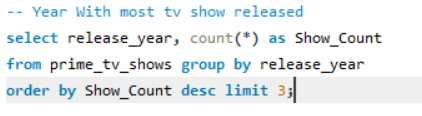 -- Year With most tv show released
select release_year, count(*) as Show_Count
from prime_tv_shows group by release_year
order by Show_Count desc limit 3;